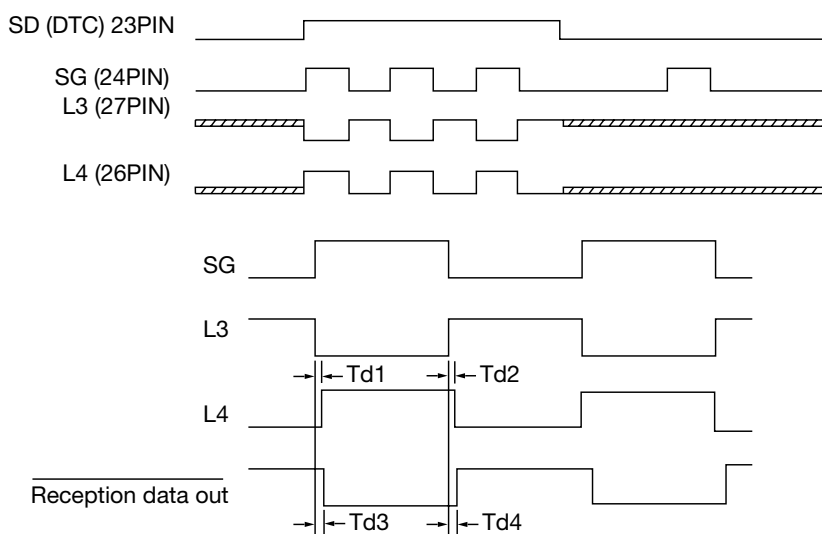 SD (DTC) 23PIN
SG (24PIN)
L3 (27PIN)
L4 (26PIN)
SG
L3
Td1
Td2
L4
Reception data out
Td3
Td4